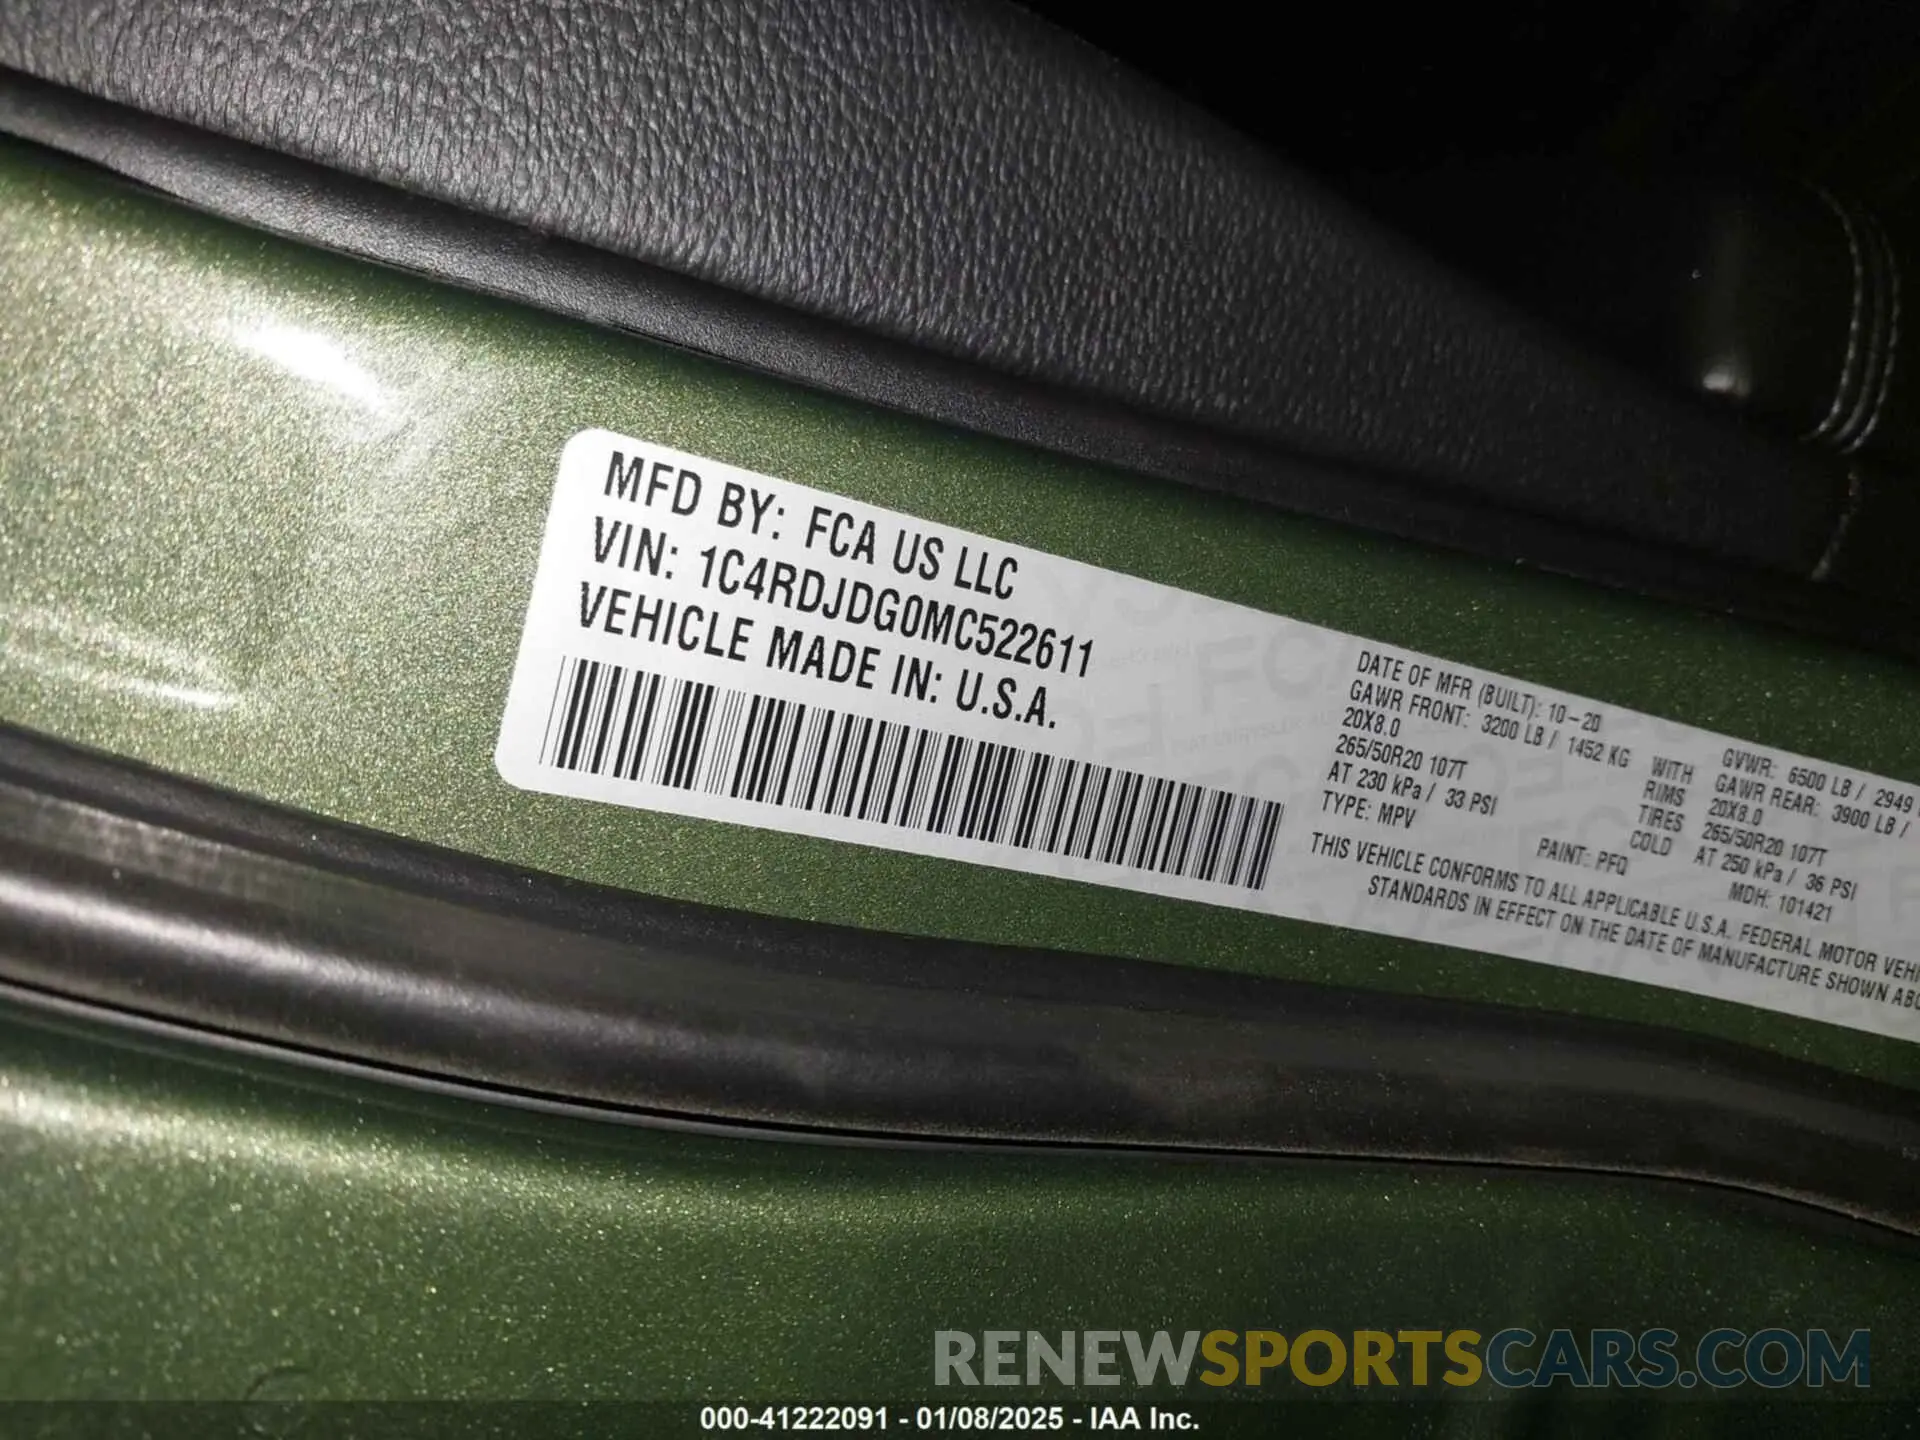 MFD BY: FCA US LLC
VIN: 1C4RDJDG0MC522611
VEHICLE MADE IN: U.S.A.
DATE OF MFR (BUILT): 10-20
GAWR FRONT: 3200 LB / 1452 KG WITH
20X8.0 RIMS
265/50R20 107T TIRES
AT 230 kPa / 33 PSI COLD
TYPE: MPV PAINT: PFQ
GVWR: 6500 LB / 2949
GAWR REAR: 3900 LB /
20X8.0
265/50R20 107T
AT 250 kPa / 36 PSI
MDH: 101421
THIS VEHICLE CONFORMS TO ALL APPLICABLE U.S.A. FEDERAL MOTOR
STANDARDS IN EFFECT ON THE DATE OF MANUFACTURE SHOWN
RENEWSPORTSCARS.COM
000-41222091 - 01/08/2025 - IAA Inc.